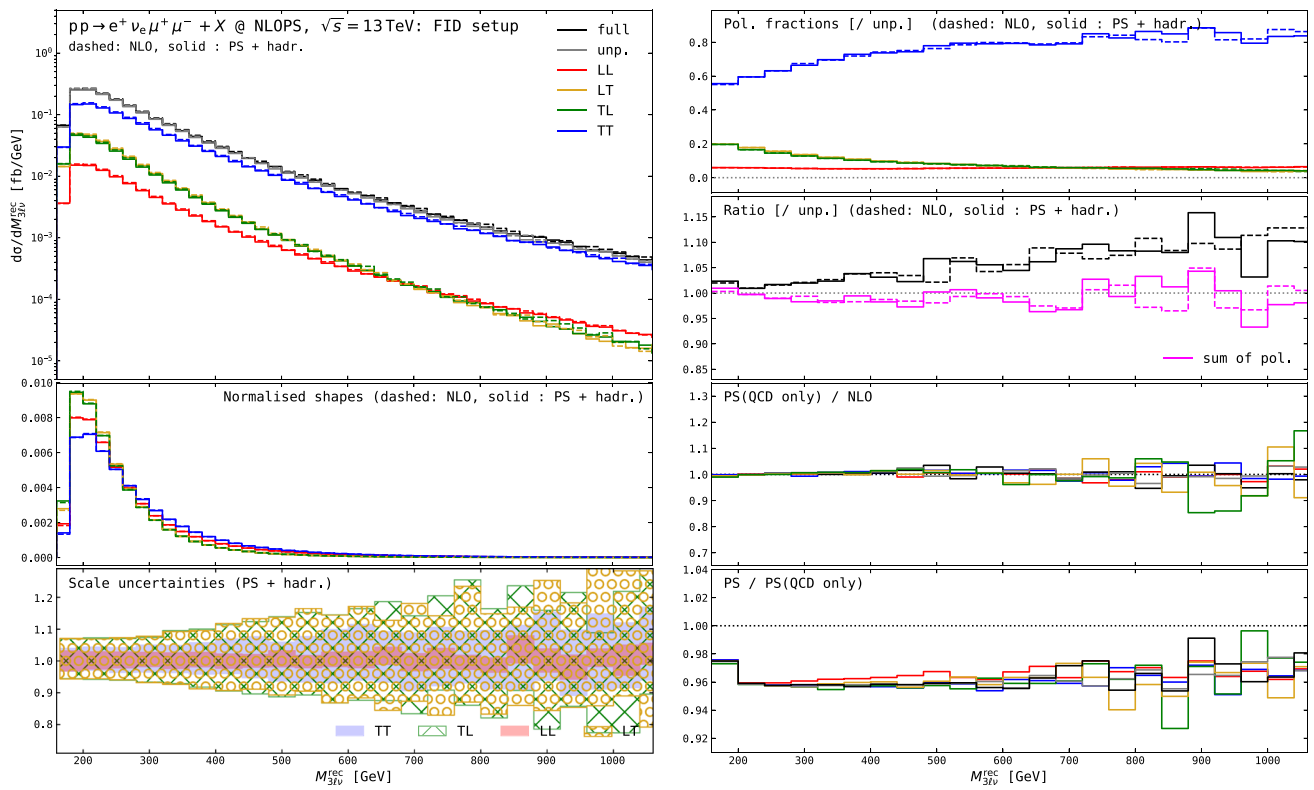 pp → e⁺ νₑ μ⁺ μ⁻ + X @ NLOPS, √s = 13 TeV: FID setup
dashed: NLO, solid : PS + hadr.
full
unp.
LL
LT
TL
TT
dσ/dM^{rec}_{3ℓν} [fb/GeV]
10⁰
10⁻¹
10⁻²
10⁻³
10⁻⁴
10⁻⁵
Normalised shapes (dashed: NLO, solid : PS + hadr.)
0.010
0.008
0.006
0.004
0.002
0.000
Scale uncertainties (PS + hadr.)
1.2
1.1
1.0
0.9
0.8
TT TL LL LT
200 300 400 500 600 700 800 900 1000
M^{rec}_{3ℓν} [GeV]
Pol. fractions [/ unp.] (dashed: NLO, solid : PS + hadr.)
0.8
0.6
0.4
0.2
0.0
Ratio [/ unp.] (dashed: NLO, solid : PS + hadr.)
1.15
1.10
1.05
1.00
0.95
0.90
0.85
sum of pol.
PS(QCD only) / NLO
1.3
1.2
1.1
1.0
0.9
0.8
0.7
PS / PS(QCD only)
1.04
1.02
1.00
0.98
0.96
0.94
0.92
200 300 400 500 600 700 800 900 1000
M^{rec}_{3ℓν} [GeV]